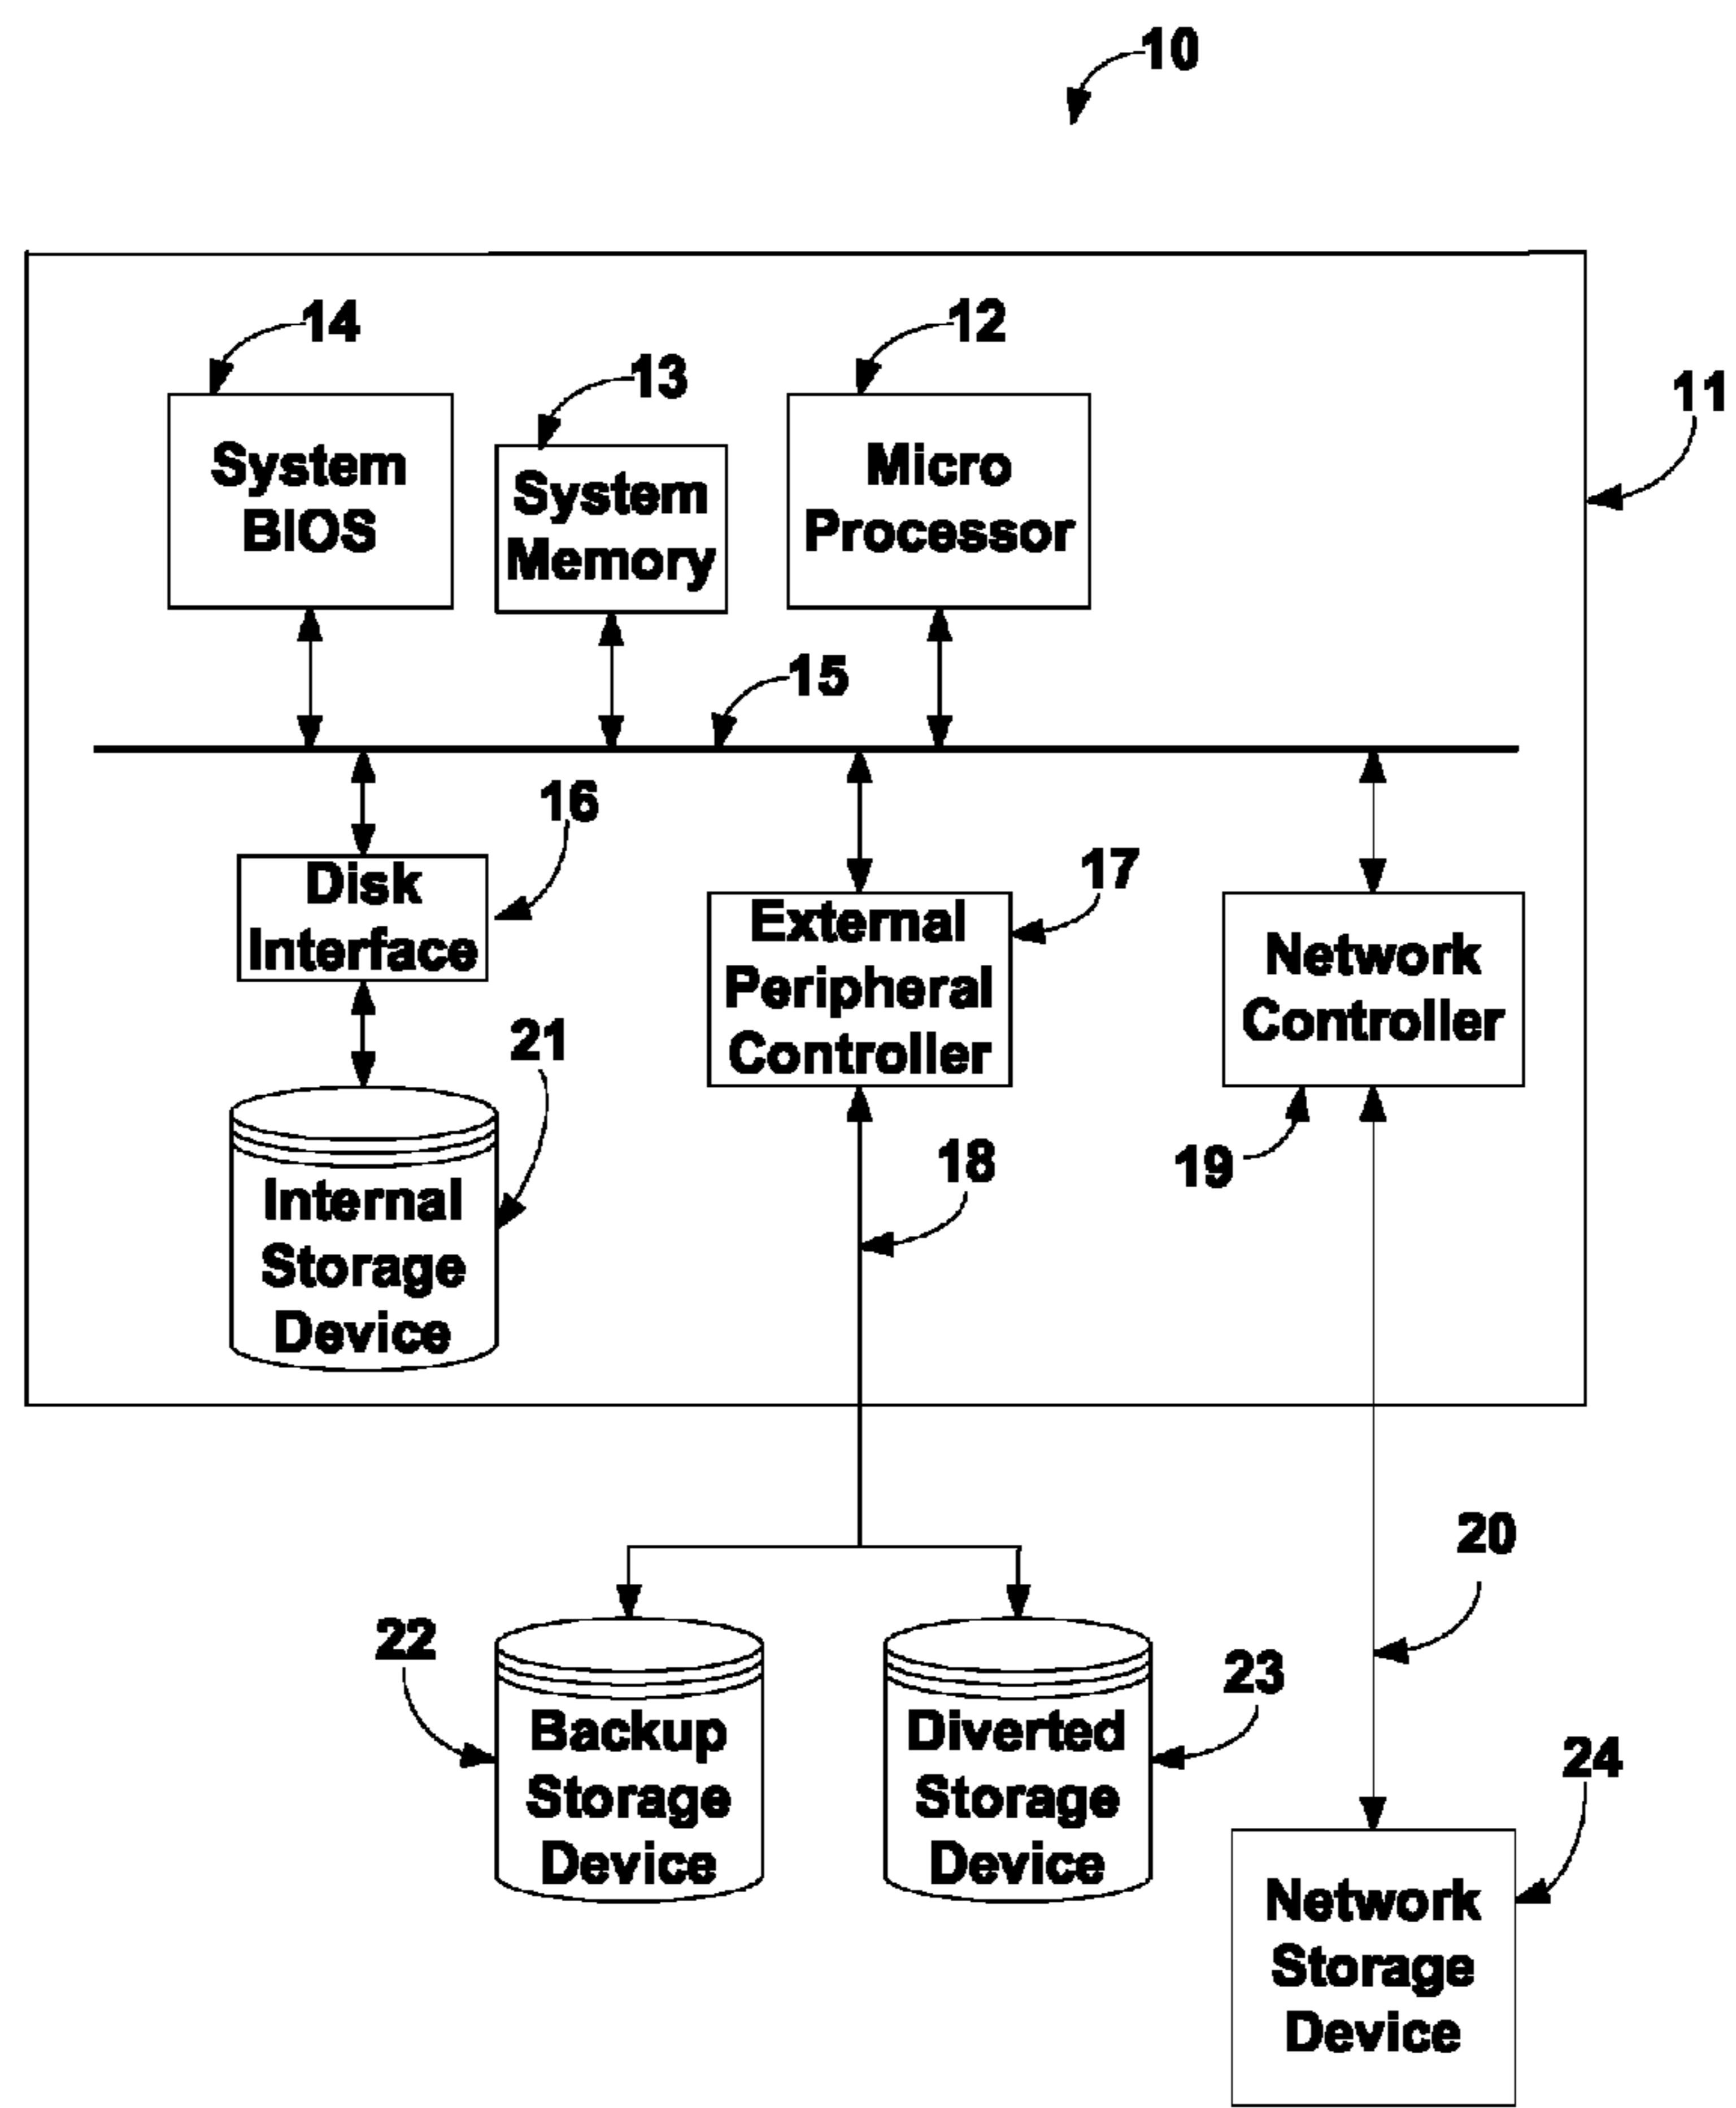 10
14
12
13
11
System
BIOS
System
Memory
Micro
Processor
15
16
17
Disk
Interface
External
Peripheral
Controller
Network
Controller
21
18
19
Internal
Storage
Device
20
22
23
Backup
Storage
Device
Diverted
Storage
Device
24
Network
Storage
Device